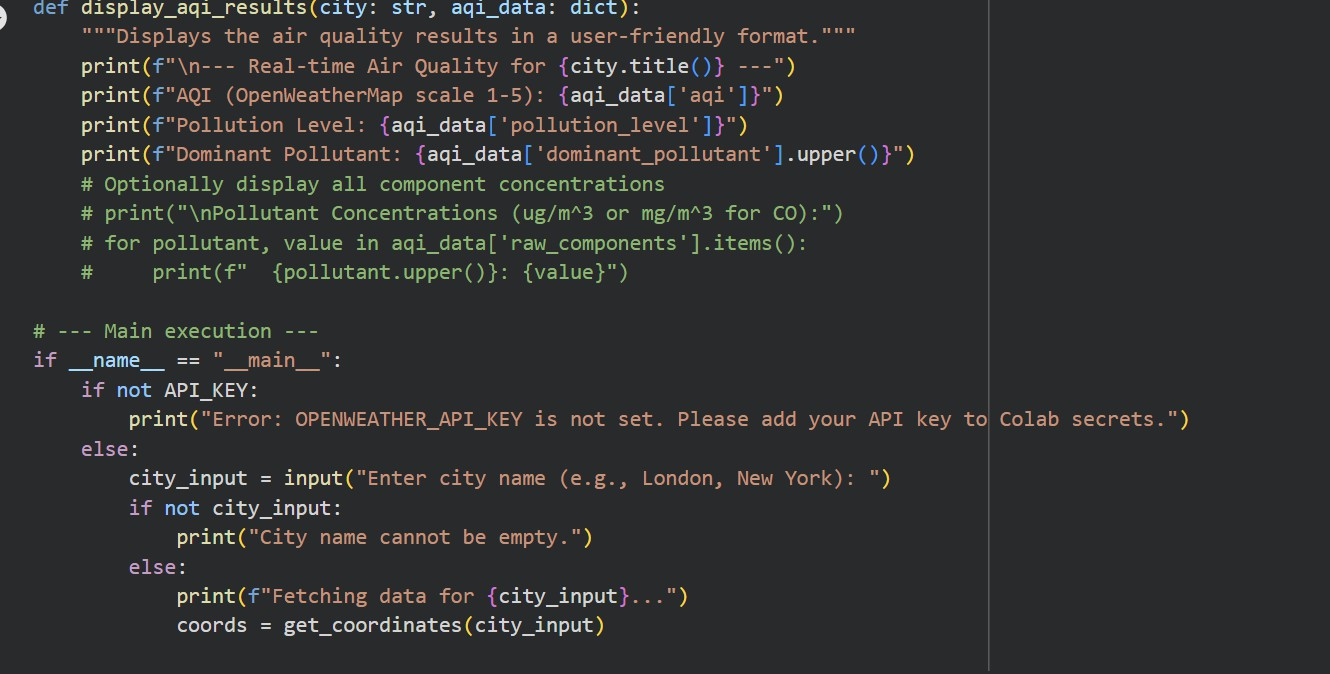 def display_aqi_results(city: str, aqi_data: dict):
    """Displays the air quality results in a user-friendly format."""
    print(f"\n--- Real-time Air Quality for {city.title()} ---")
    print(f"AQI (OpenWeatherMap scale 1-5): {aqi_data['aqi']}")
    print(f"Pollution Level: {aqi_data['pollution_level']}")
    print(f"Dominant Pollutant: {aqi_data['dominant_pollutant'].upper()}")
    # Optionally display all component concentrations
    # print("\nPollutant Concentrations (ug/m^3 or mg/m^3 for CO):")
    # for pollutant, value in aqi_data['raw_components'].items():
    #     print(f"  {pollutant.upper()}: {value}")

# --- Main execution ---
if __name__ == "__main__":
    if not API_KEY:
        print("Error: OPENWEATHER_API_KEY is not set. Please add your API key to Colab secrets.")
    else:
        city_input = input("Enter city name (e.g., London, New York): ")
        if not city_input:
            print("City name cannot be empty.")
        else:
            print(f"Fetching data for {city_input}...")
            coords = get_coordinates(city_input)